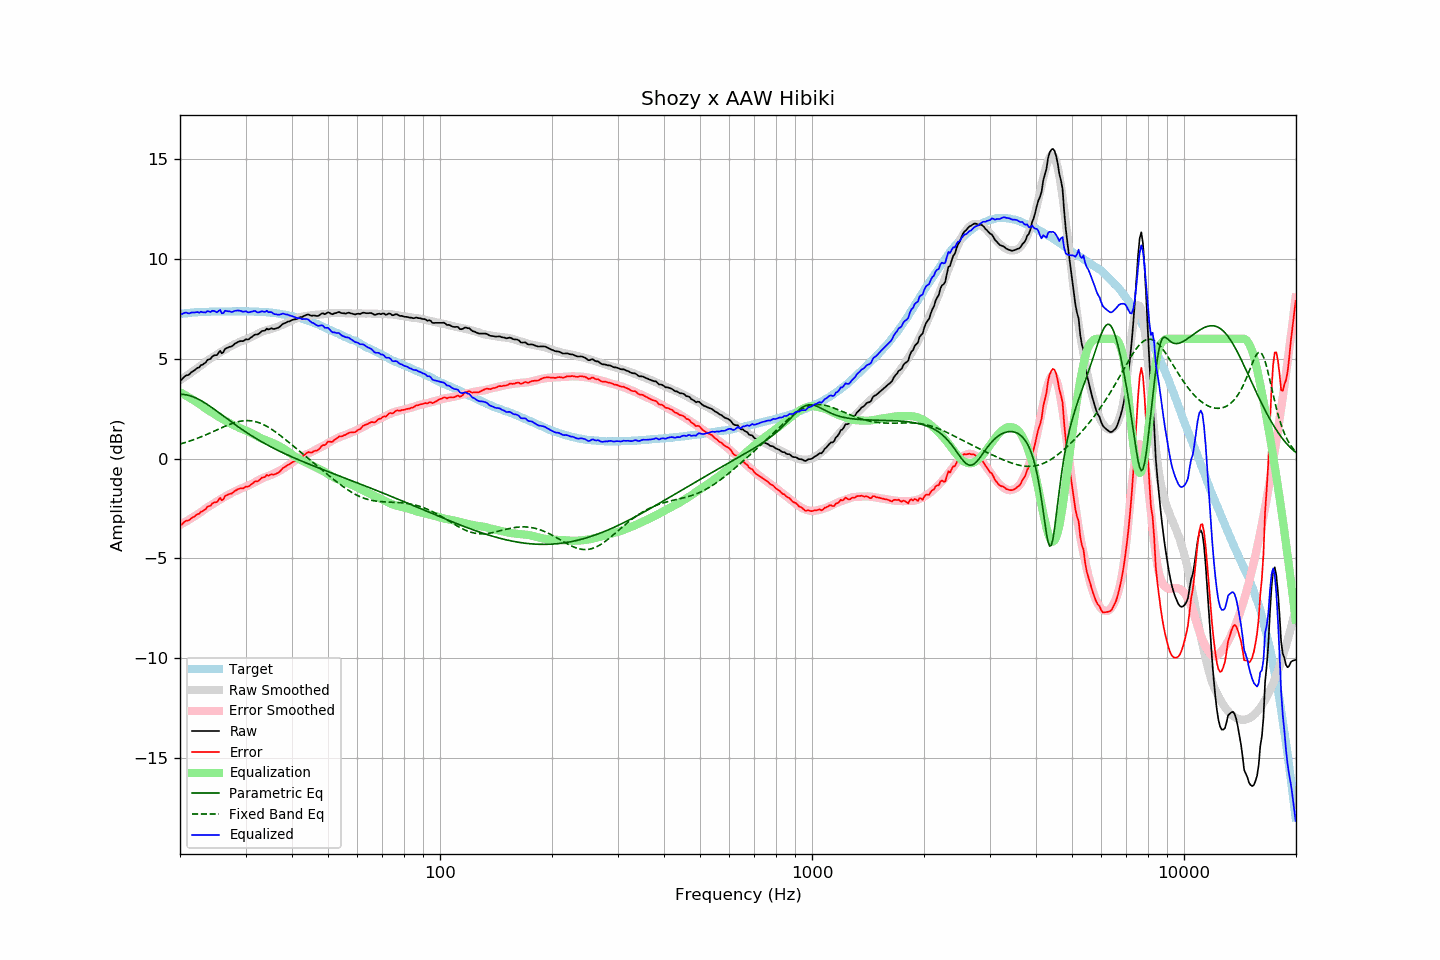 Shozy x AAW Hibiki
15
10
5
0
−5
−10
−15
Amplitude (dBr)
Target
Raw Smoothed
Error Smoothed
Raw
Error
Equalization
Parametric Eq
Fixed Band Eq
Equalized
100
1000
10000
Frequency (Hz)